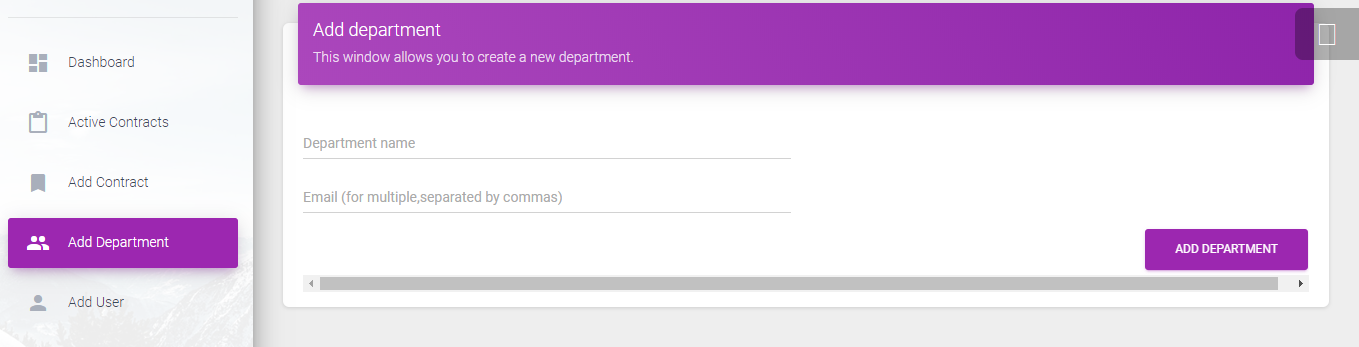 Dashboard
Active Contracts
Add Contract
Add Department
Add User
Add department
This window allows you to create a new department.
Department name
Email (for multiple,separated by commas)
ADD DEPARTMENT